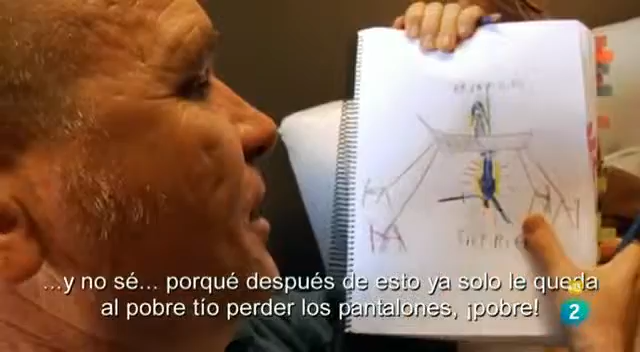 ...y no sé... porqué después de esto ya solo le queda
al pobre tío perder los pantalones, ¡pobre!
2